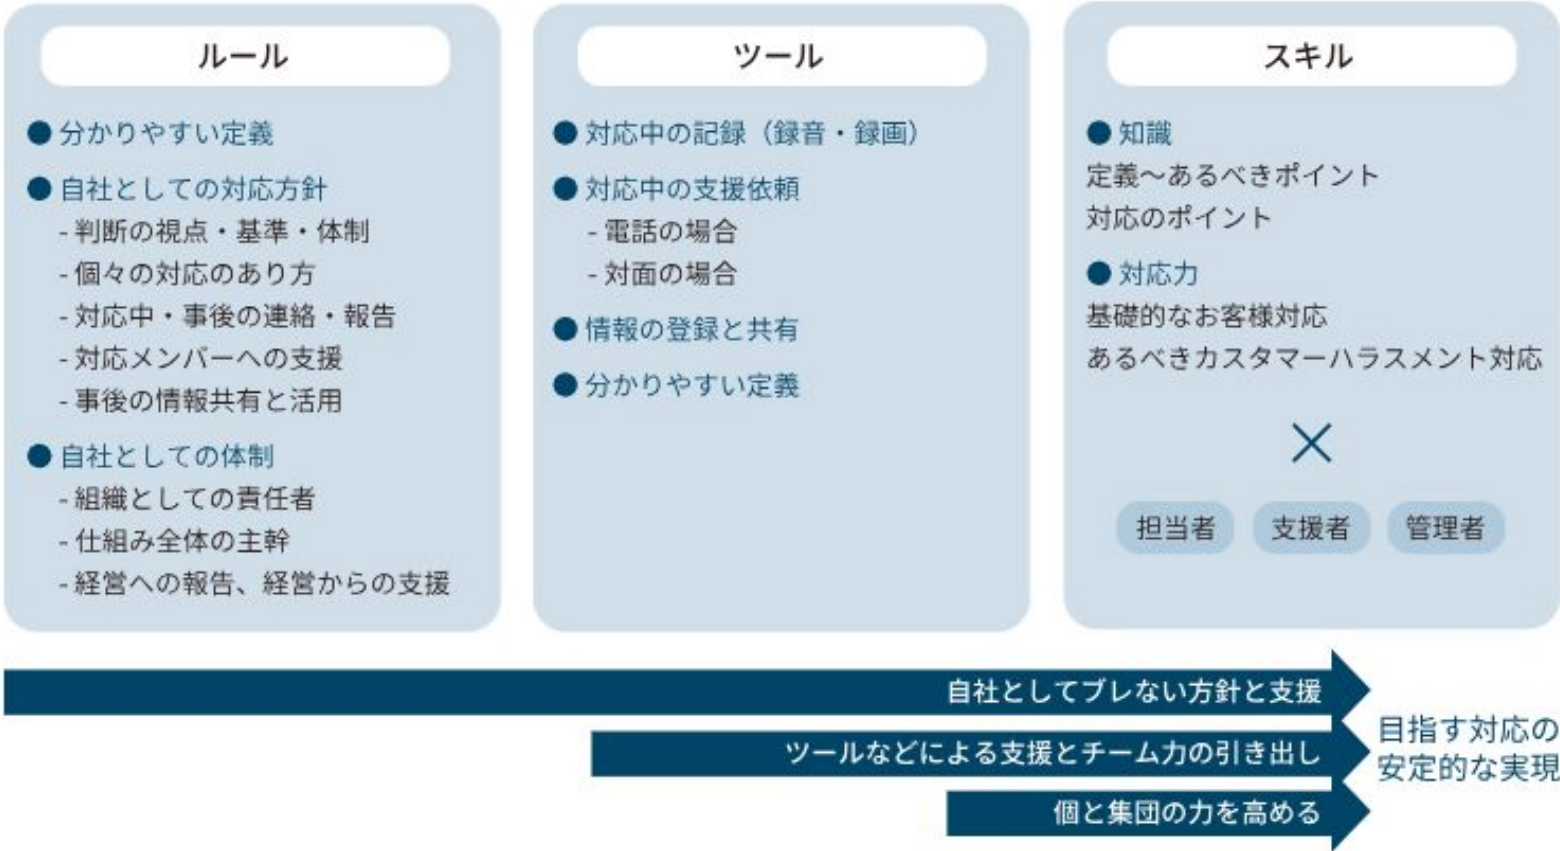 ルール
● 分かりやすい定義
● 自社としての対応方針
- 判断の視点・基準・体制
- 個々の対応のあり方
- 対応中・事後の連絡・報告
- 対応メンバーへの支援
- 事後の情報共有と活用
● 自社としての体制
- 組織としての責任者
- 仕組み全体の主幹
- 経営への報告、経営からの支援
ツール
● 対応中の記録（録音・録画）
● 対応中の支援依頼
- 電話の場合
- 対面の場合
● 情報の登録と共有
● 分かりやすい定義
スキル
● 知識
定義～あるべきポイント
対応のポイント
● 対応力
基礎的なお客様対応
あるべきカスタマーハラスメント対応
×
担当者 支援者 管理者
自社としてブレない方針と支援
ツールなどによる支援とチーム力の引き出し
個と集団の力を高める
目指す対応の
安定的な実現